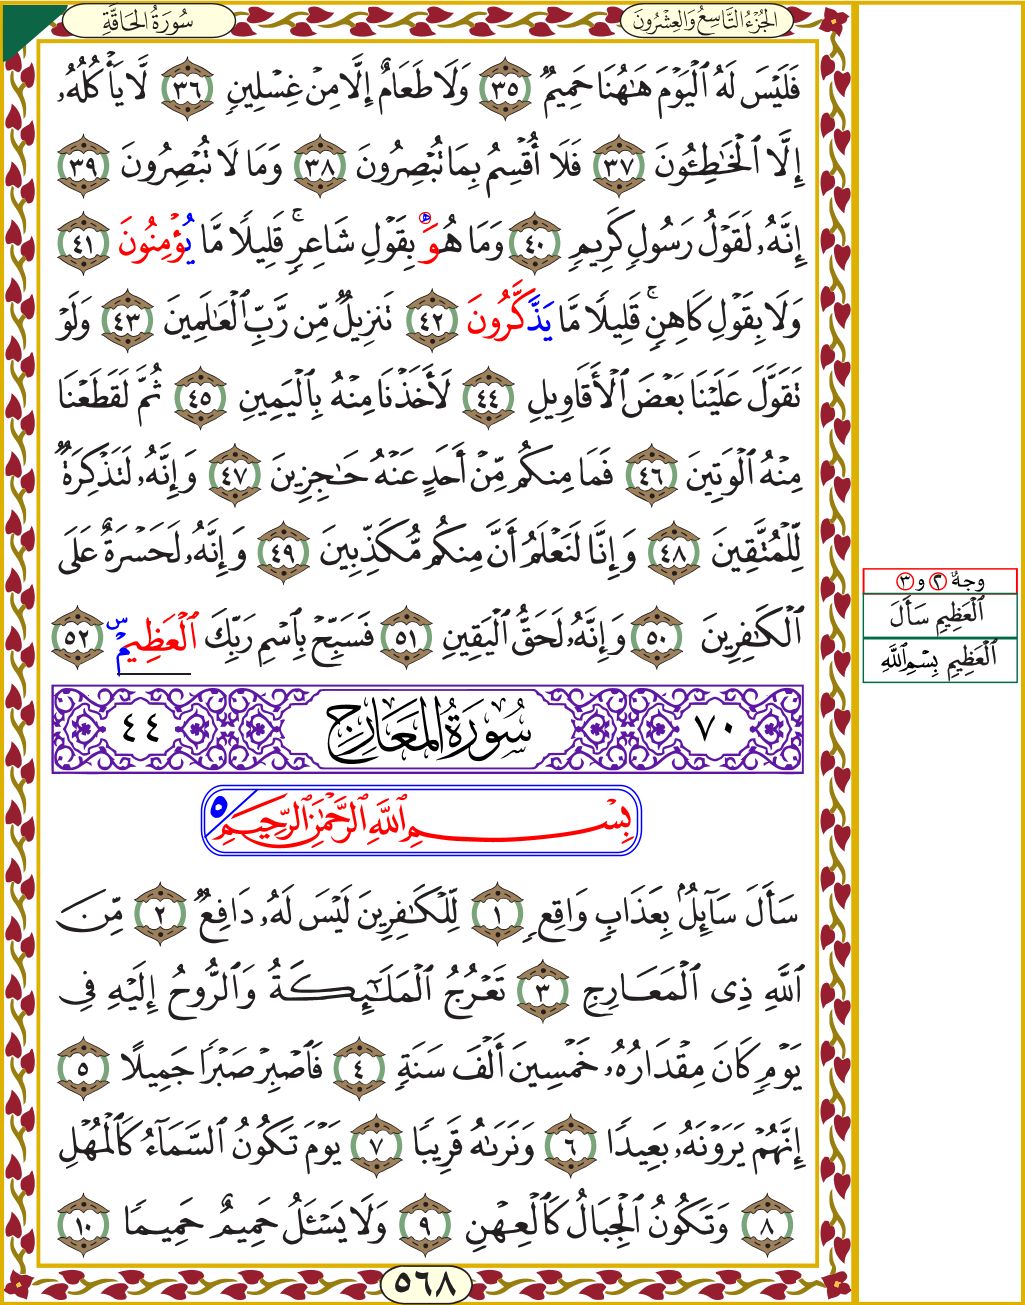 سُورَةُ الحَاقَّةِ
الجُزْءُ التَّاسِعُ وَالعِشْرُونَ
فَلَيْسَ لَهُ ٱلْيَوْمَ هَٰهُنَا حَمِيمٌ ٣٥ وَلَا طَعَامٌ إِلَّا مِنْ غِسْلِينٍ ٣٦ لَّا يَأْكُلُهُۥ
إِلَّا ٱلْخَٰطِـُٔونَ ٣٧ فَلَا أُقْسِمُ بِمَا تُبْصِرُونَ ٣٨ وَمَا لَا تُبْصِرُونَ ٣٩
إِنَّهُۥ لَقَوْلُ رَسُولٍ كَرِيمٍ ٤٠ وَمَا هُوَ بِقَوْلِ شَاعِرٍۚ قَلِيلًا مَّا يُؤْمِنُونَ ٤١
وَلَا بِقَوْلِ كَاهِنٍۚ قَلِيلًا مَّا يَذَّكَّرُونَ ٤٢ تَنزِيلٌ مِّن رَّبِّ ٱلْعَٰلَمِينَ ٤٣ وَلَوْ
تَقَوَّلَ عَلَيْنَا بَعْضَ ٱلْأَقَاوِيلِ ٤٤ لَأَخَذْنَا مِنْهُ بِٱلْيَمِينِ ٤٥ ثُمَّ لَقَطَعْنَا
مِنْهُ ٱلْوَتِينَ ٤٦ فَمَا مِنكُم مِّنْ أَحَدٍ عَنْهُ حَٰجِزِينَ ٤٧ وَإِنَّهُۥ لَتَذْكِرَةٌ
لِّلْمُتَّقِينَ ٤٨ وَإِنَّا لَنَعْلَمُ أَنَّ مِنكُم مُّكَذِّبِينَ ٤٩ وَإِنَّهُۥ لَحَسْرَةٌ عَلَى
ٱلْكَٰفِرِينَ ٥٠ وَإِنَّهُۥ لَحَقُّ ٱلْيَقِينِ ٥١ فَسَبِّحْ بِٱسْمِ رَبِّكَ ٱلْعَظِيمِ س ٥٢
٧٠ سُورَةُ المَعَارِجِ ٤٤
بِسْمِ ٱللَّهِ ٱلرَّحْمَٰنِ ٱلرَّحِيمِ ٥
سَأَلَ سَآئِلٌۢ بِعَذَابٍ وَاقِعٍ ١ لِّلْكَٰفِرِينَ لَيْسَ لَهُۥ دَافِعٌ ٢ مِّنَ
ٱللَّهِ ذِى ٱلْمَعَارِجِ ٣ تَعْرُجُ ٱلْمَلَٰٓئِكَةُ وَٱلرُّوحُ إِلَيْهِ فِى
يَوْمٍ كَانَ مِقْدَارُهُۥ خَمْسِينَ أَلْفَ سَنَةٍ ٤ فَٱصْبِرْ صَبْرًا جَمِيلًا ٥
إِنَّهُمْ يَرَوْنَهُۥ بَعِيدًا ٦ وَنَرَىٰهُ قَرِيبًا ٧ يَوْمَ تَكُونُ ٱلسَّمَآءُ كَٱلْمُهْلِ
٨ وَتَكُونُ ٱلْجِبَالُ كَٱلْعِهْنِ ٩ وَلَا يَسْـَٔلُ حَمِيمٌ حَمِيمًا ١٠
٥٦٨
وجهُ ٢ و ٣
ٱلْعَظِيمِ سَأَلَ
ٱلْعَظِيمِ بِسْمِ ٱللَّهِ